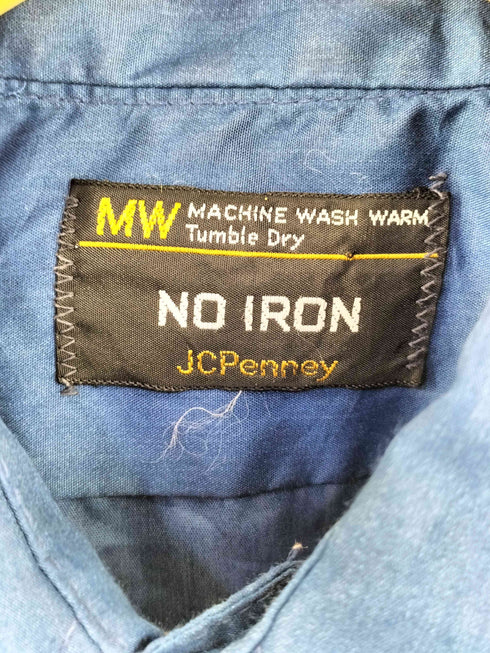 MW MACHINE WASH WARM
Tumble Dry
NO IRON
JCPenney